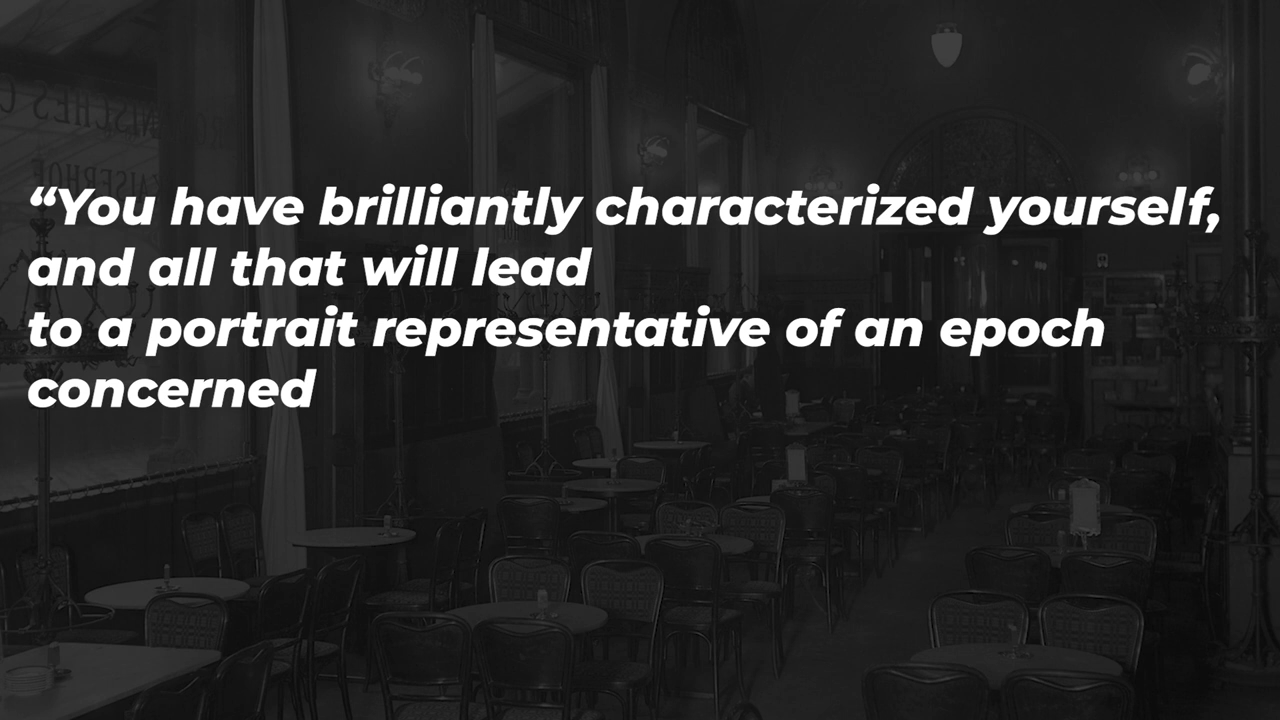 “You have brilliantly characterized yourself,
and all that will lead
to a portrait representative of an epoch
concerned